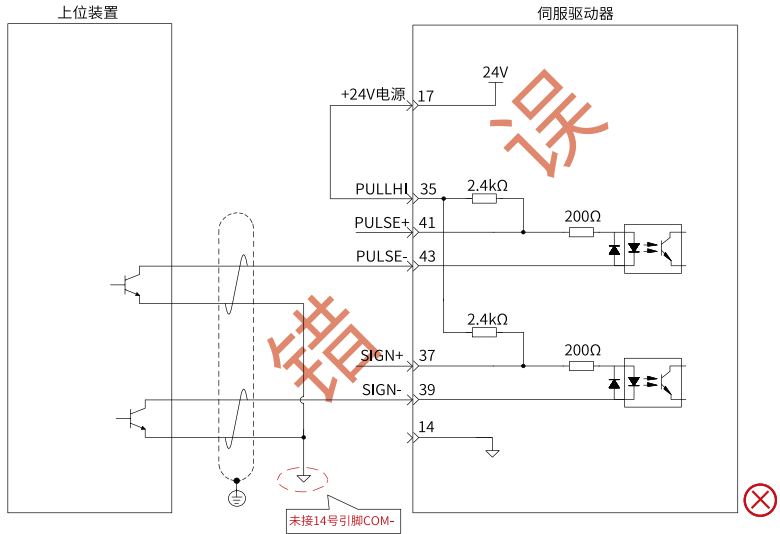 上位装置
伺服驱动器
24V
+24V电源 17
误
PULLHI 35 2.4kΩ
PULSE+ 41 200Ω
PULSE- 43
错
2.4kΩ
SIGN+ 37 200Ω
SIGN- 39
14
未接14号引脚COM-